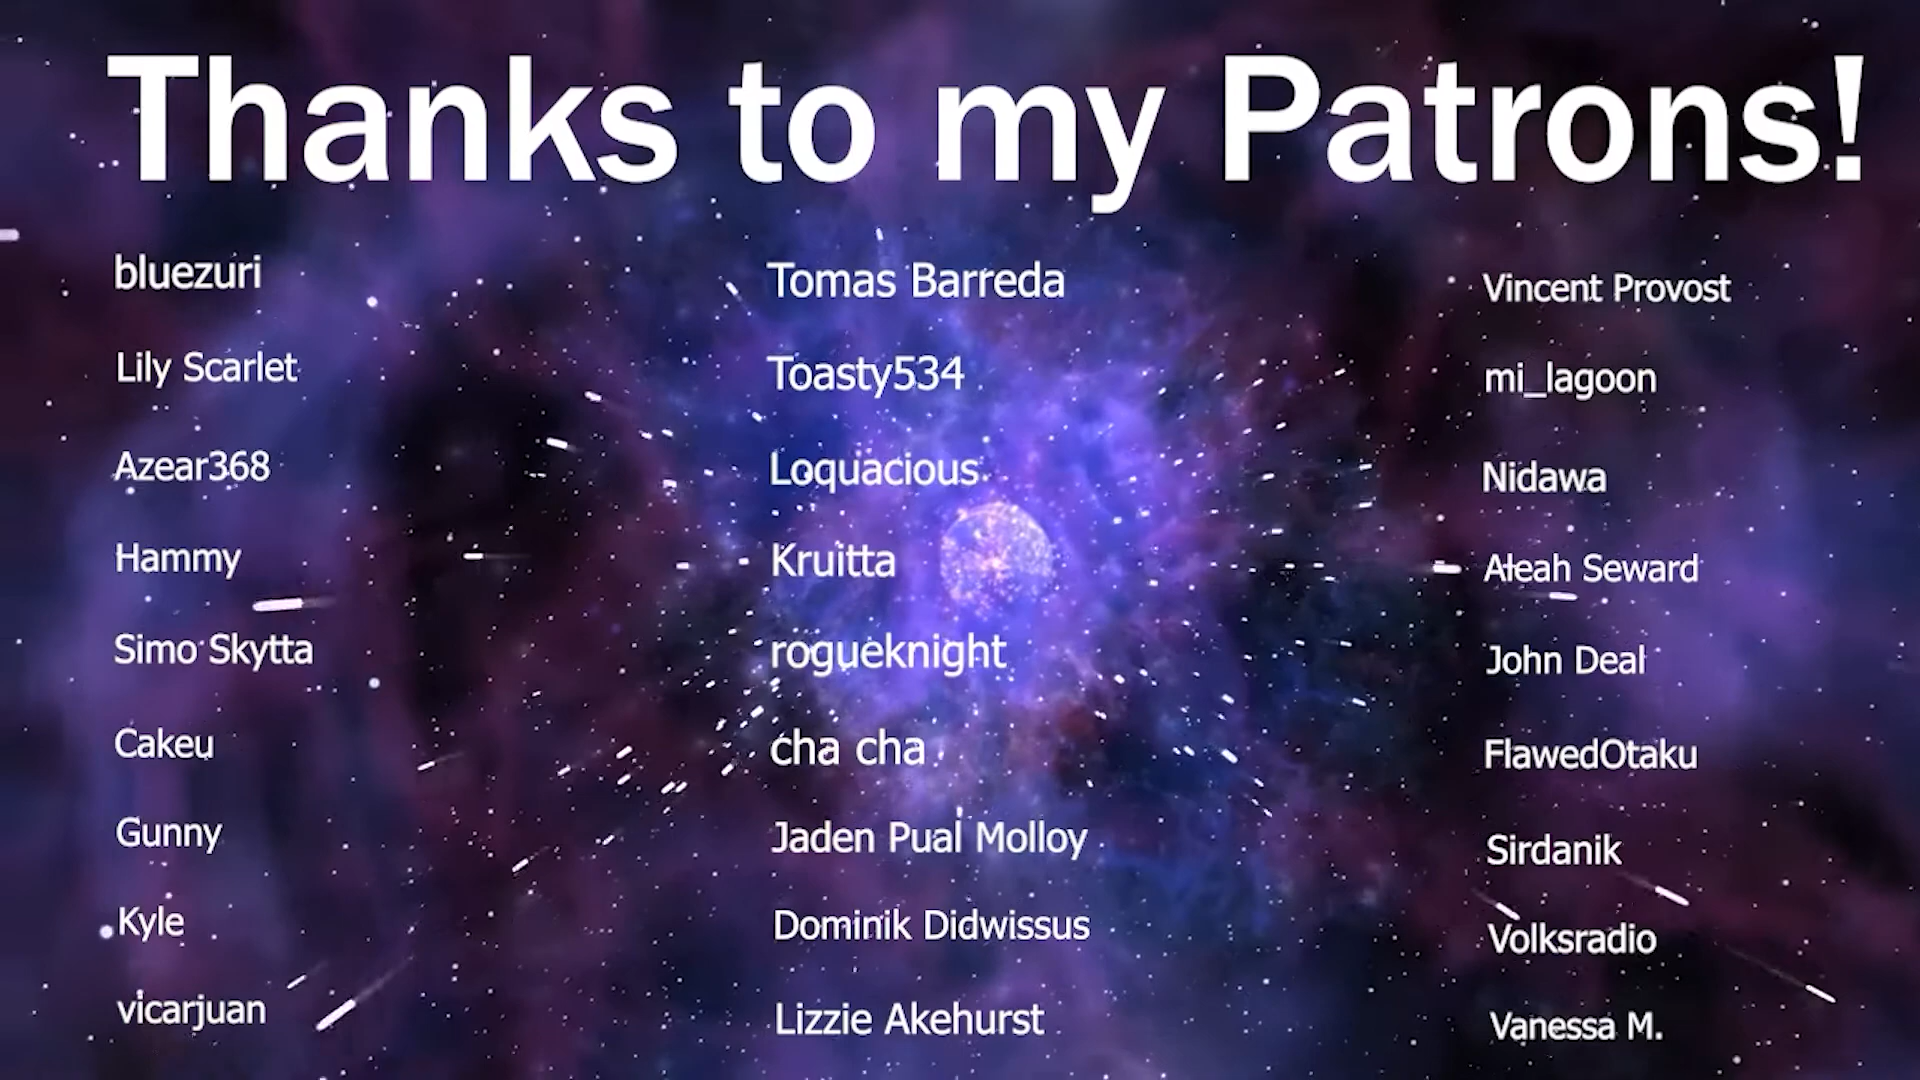 Thanks to my Patrons!
bluezuri
Lily Scarlet
Azear368
Hammy
Simo Skytta
Cakeu
Gunny
Kyle
vicarjuan
Tomas Barreda
Toasty534
Loquacious
Kruitta
rogueknight
cha cha
Jaden Pual Molloy
Dominik Didwissus
Lizzie Akehurst
Vincent Provost
mi_lagoon
Nidawa
Aleah Seward
John Deal
FlawedOtaku
Sirdanik
Volksradio
Vanessa M.